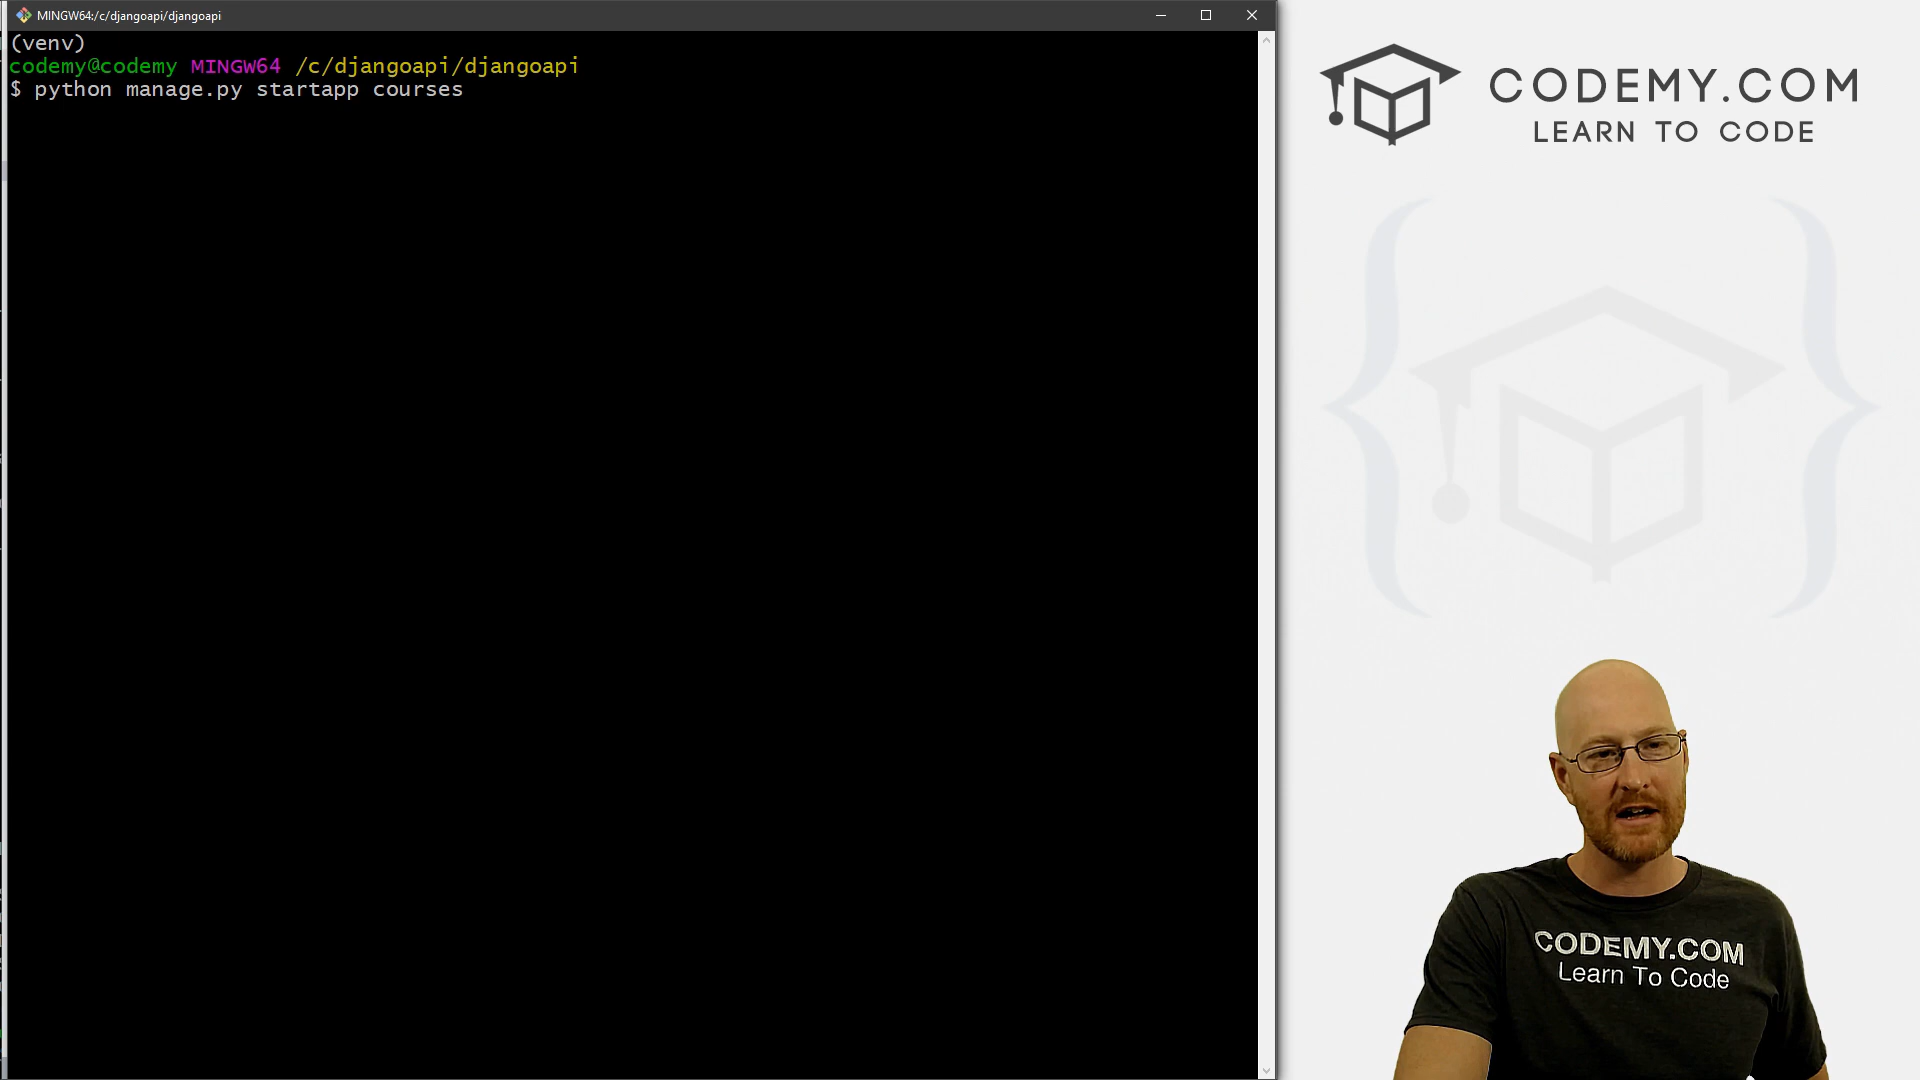 MINGW64:/c/djangoapi/djangoapi
(venv)
codemy@codemy MINGW64 /c/djangoapi/djangoapi
$ python manage.py startapp courses
CODEMY.COM
LEARN TO CODE
CODEMY.COM
Learn To Code